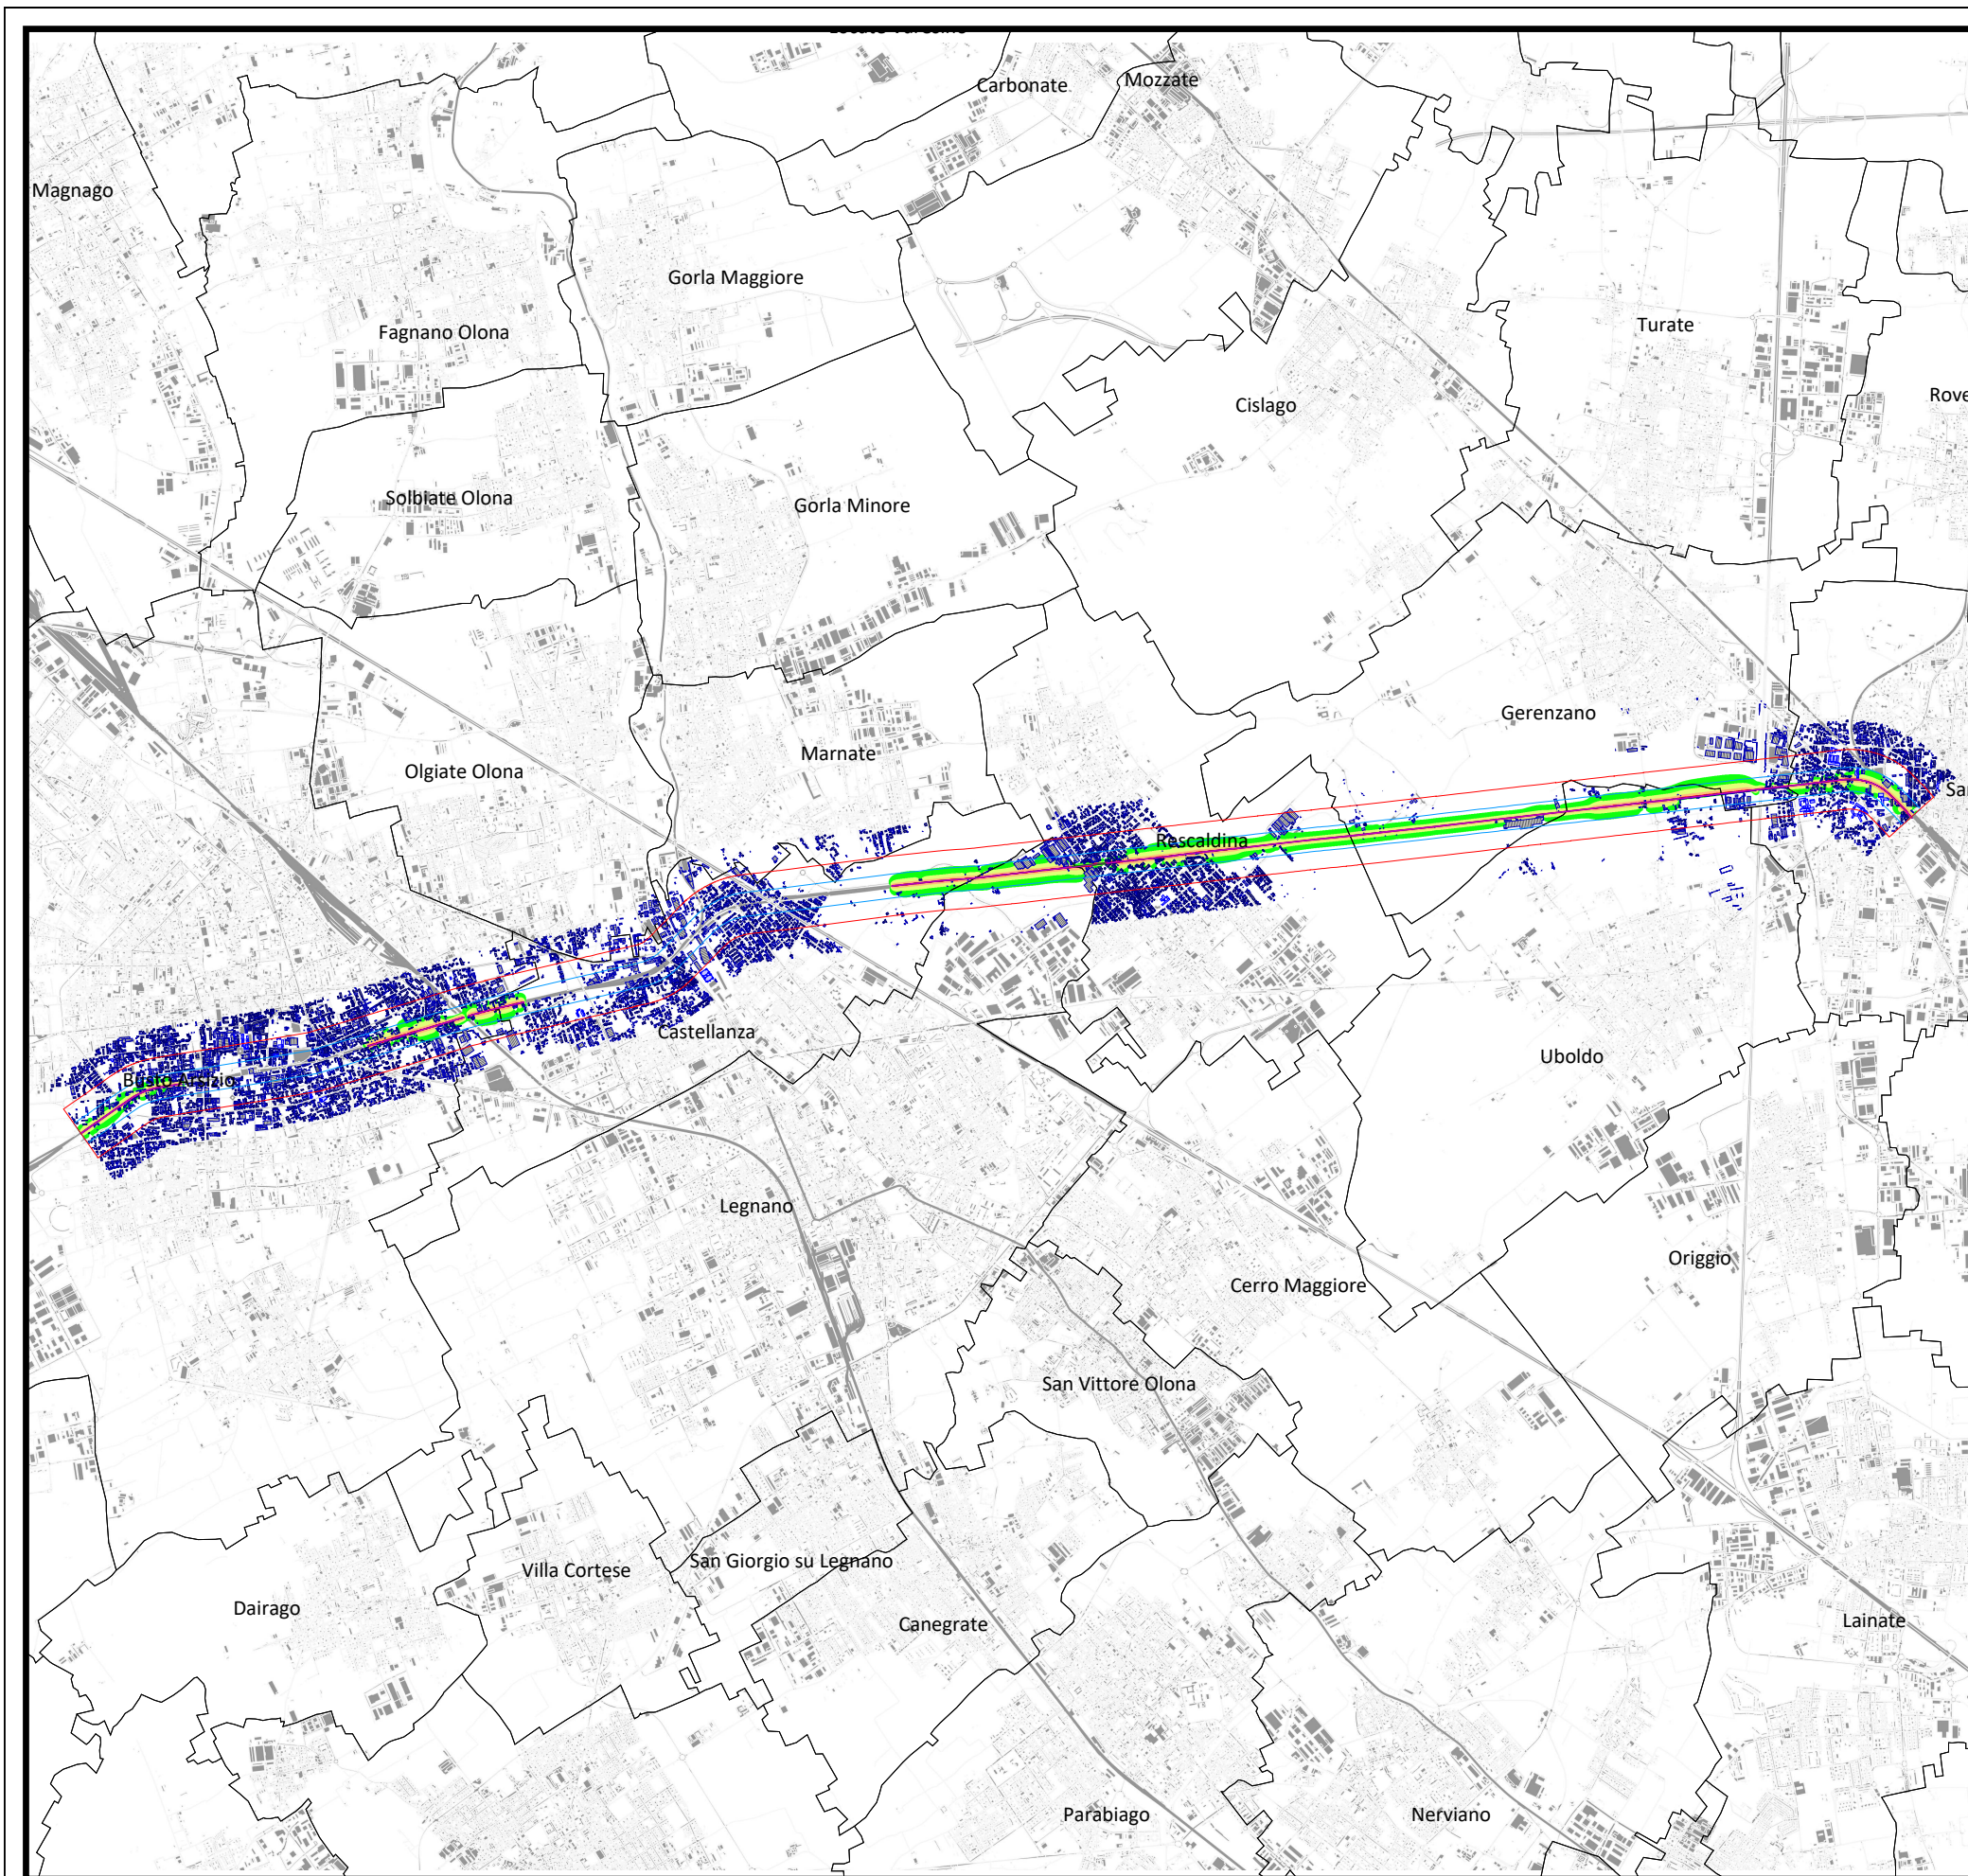 Carbonate
Mozzate
Magnago
Gorla Maggiore
Fagnano Olona
Turate
Rove
Cislago
Solbiate Olona
Gorla Minore
Gerenzano
Marnate
Olgiate Olona
Sar
Rescaldina
Castellanza
Uboldo
Busto Arsizio
Legnano
Origgio
Cerro Maggiore
San Vittore Olona
San Giorgio su Legnano
Villa Cortese
Dairago
Canegrate
Lainate
Parabiago
Nerviano